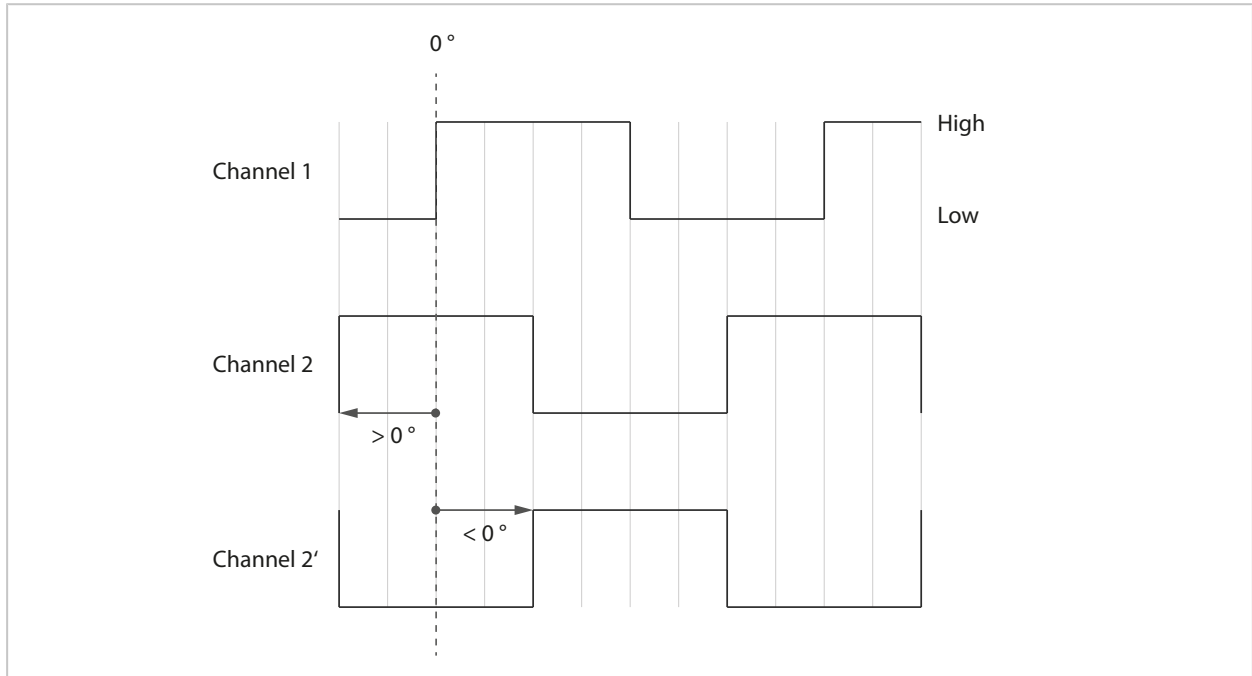 0 °
High
Channel 1
Low
Channel 2
> 0 °
< 0 °
Channel 2‘